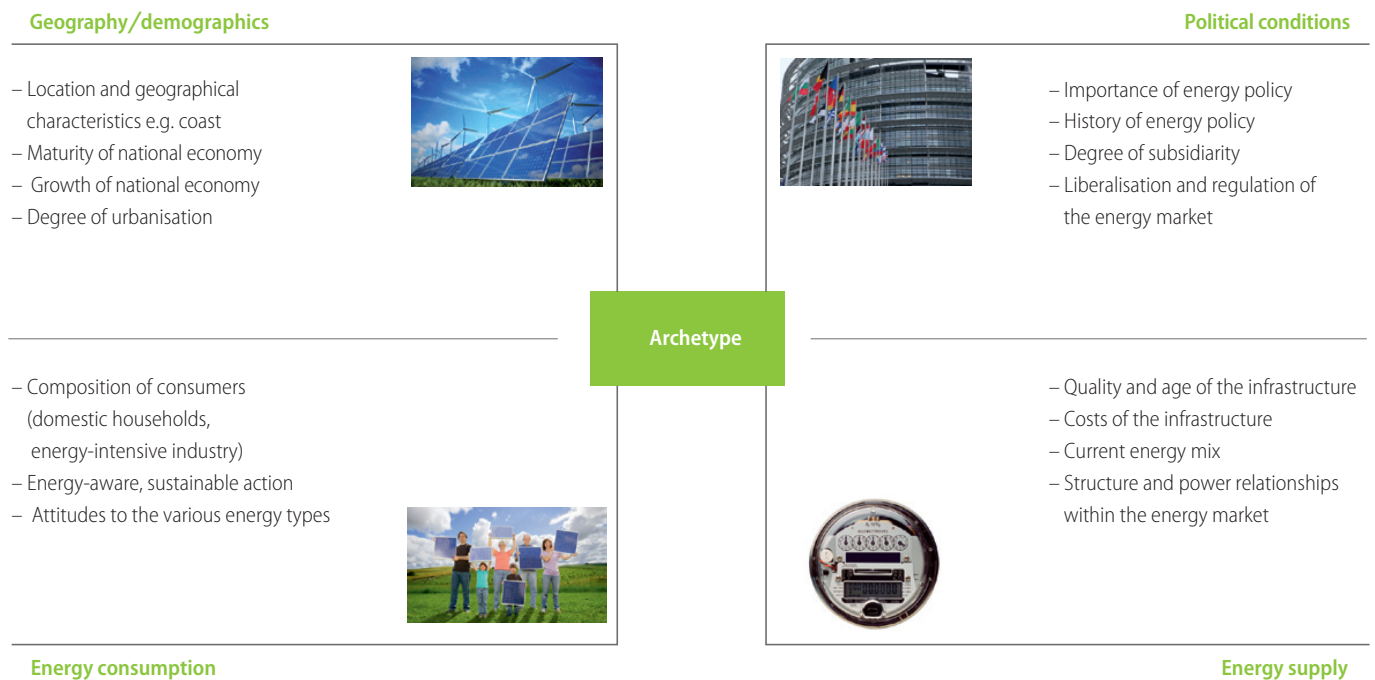 Geography/demographics
– Location and geographical
characteristics e.g. coast
– Maturity of national economy
– Growth of national economy
– Degree of urbanisation
Political conditions
– Importance of energy policy
– History of energy policy
– Degree of subsidiarity
– Liberalisation and regulation of
the energy market
Archetype
– Composition of consumers
(domestic households,
energy-intensive industry)
– Energy-aware, sustainable action
– Attitudes to the various energy types
Energy consumption
– Quality and age of the infrastructure
– Costs of the infrastructure
– Current energy mix
– Structure and power relationships
within the energy market
Energy supply